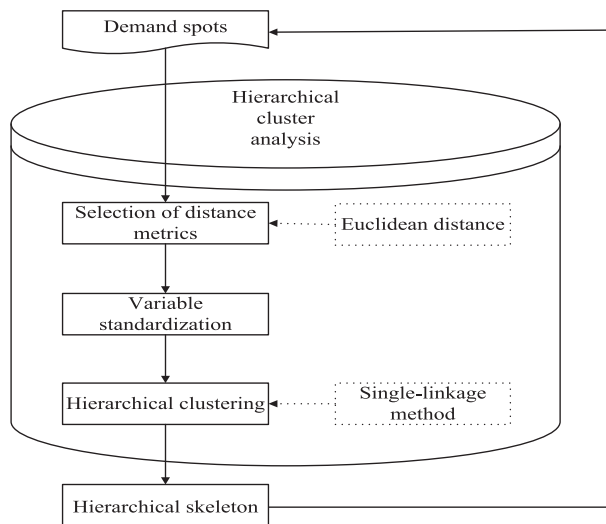 Demand spots
Hierarchical
cluster
analysis
Selection of distance
metrics
Euclidean distance
Variable
standardization
Hierarchical clustering
Single-linkage
method
Hierarchical skeleton